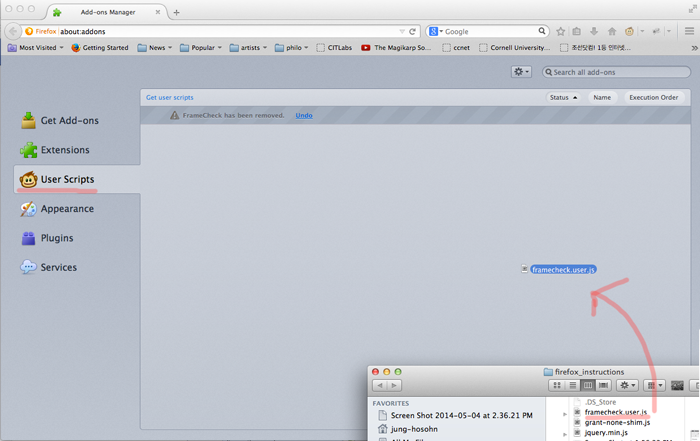 Add-ons Manager
Firefox about:addons
Google
Most Visited
Getting Started
News
Popular
artists
philo
CITLabs
The Magikarp So...
ccnet
Cornell University...
조선닷컴! 1등 인터넷...
Search all add-ons
Get user scripts
Status
Name
Execution Order
FrameCheck has been removed. Undo
Get Add-ons
Extensions
User Scripts
Appearance
Plugins
Services
framecheck.user.js
firefox_instructions
FAVORITES
Screen Shot 2014-05-04 at 2.36.21 PM
jung-hosohn
All My Files
.DS_Store
framecheck.user.js
grant-none-shim.js
jquery.min.js